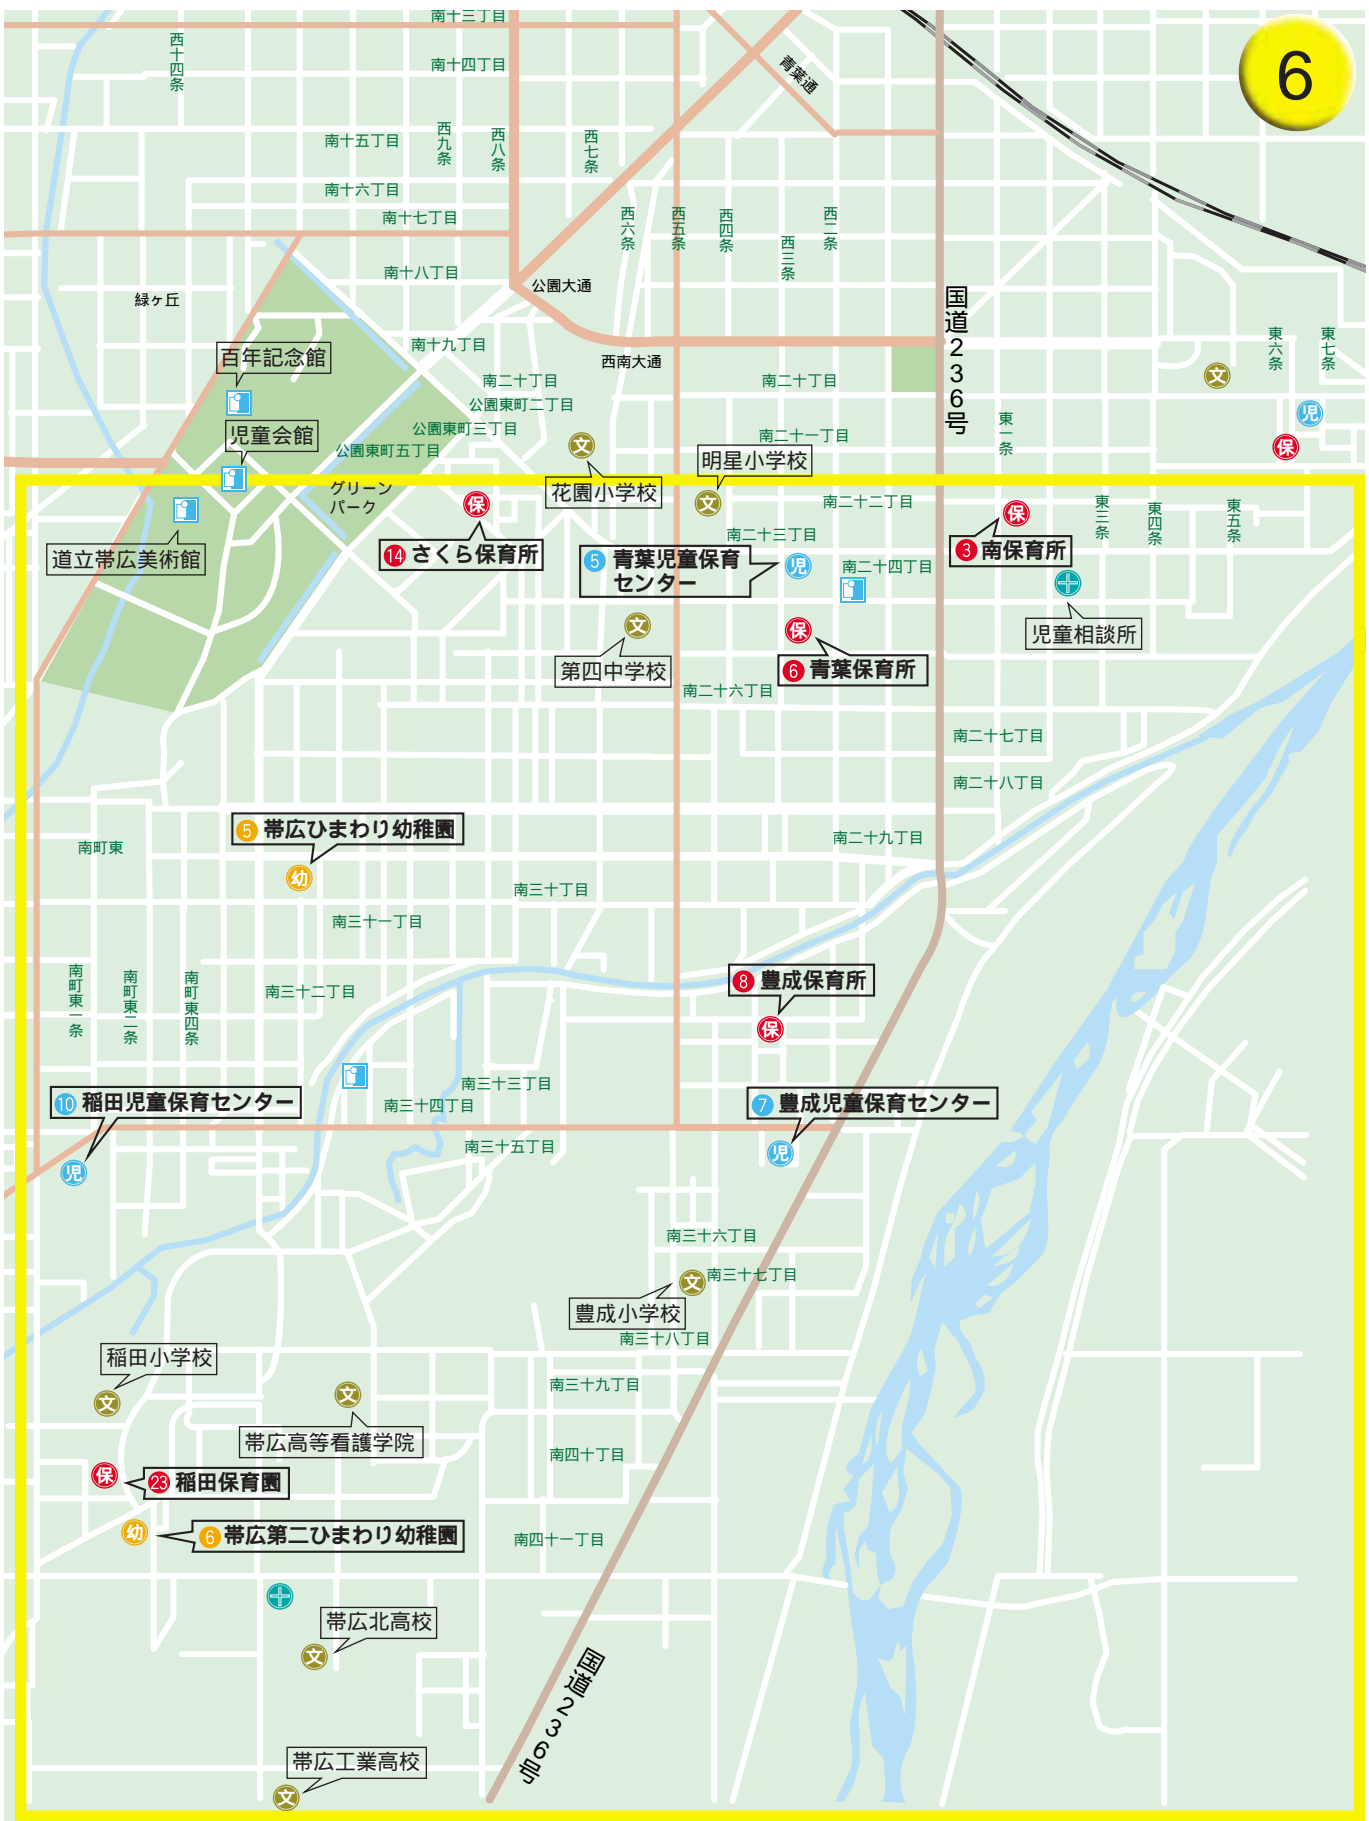 南十三丁目
6
西十四条
南十四丁目
青葉通
南十五丁目
西九条
西八条
西七条
南十六丁目
南十七丁目
西六条
西五条
西四条
西三条
西二条
南十八丁目
公園大通
緑ヶ丘
国道236号
東六条
東七条
南十九丁目
西南大通
百年記念館
南二十丁目
南二十丁目
文
公園東町二丁目
児
児童会館
公園東町三丁目
南二十一丁目
東一条
保
公園東町五丁目
文
明星小学校
グリーン
パーク
花園小学校
文
南二十二丁目
保
保
東三条
東四条
東五条
道立帯広美術館
14 さくら保育所
南二十三丁目
3 南保育所
5 青葉児童保育
センター
児
南二十四丁目
文
保
児童相談所
第四中学校
6 青葉保育所
南二十六丁目
南二十七丁目
南二十八丁目
5 帯広ひまわり幼稚園
南町東
南二十九丁目
幼
南三十丁目
南三十一丁目
南町東一条
南町東二条
南町東四条
南三十二丁目
8 豊成保育所
保
南三十三丁目
10 稲田児童保育センター
南三十四丁目
7 豊成児童保育センター
南三十五丁目
児
児
南三十六丁目
文
南三十七丁目
豊成小学校
南三十八丁目
稲田小学校
文
文
南三十九丁目
帯広高等看護学院
南四十丁目
保
23 稲田保育園
幼
6 帯広第二ひまわり幼稚園
南四十一丁目
帯広北高校
文
国道236号
帯広工業高校
文